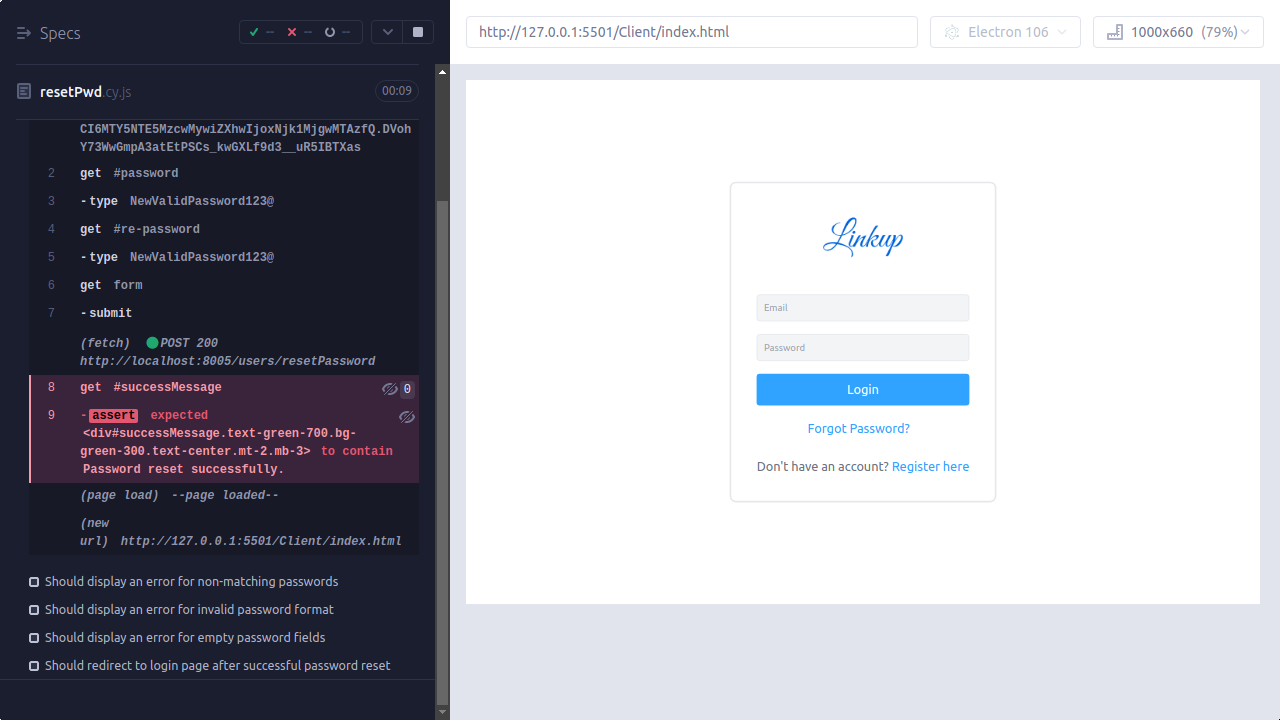 Specs
--
--
--
http://127.0.0.1:5501/Client/index.html
Electron 106
1000x660 (79%)
resetPwd.cy.js
00:09
CI6MTY5NTE5MzcwMywiZXhwIjoxNjk1MjgwMTAzfQ.DVoh
Y73WwGmpA3atEtPSCs_kwGXLf9d3__uR5IBTXas
2 get #password
3 -type NewValidPassword123@
4 get #re-password
5 -type NewValidPassword123@
6 get form
7 -submit
(fetch) POST 200
http://localhost:8005/users/resetPassword
8 get #successMessage 0
9 -assert expected
<div#successMessage.text-green-700.bg-
green-300.text-center.mt-2.mb-3> to contain
Password reset successfully.
(page load) --page loaded--
(new
url) http://127.0.0.1:5501/Client/index.html
Should display an error for non-matching passwords
Should display an error for invalid password format
Should display an error for empty password fields
Should redirect to login page after successful password reset
Linkup
Email
Password
Login
Forgot Password?
Don't have an account? Register here